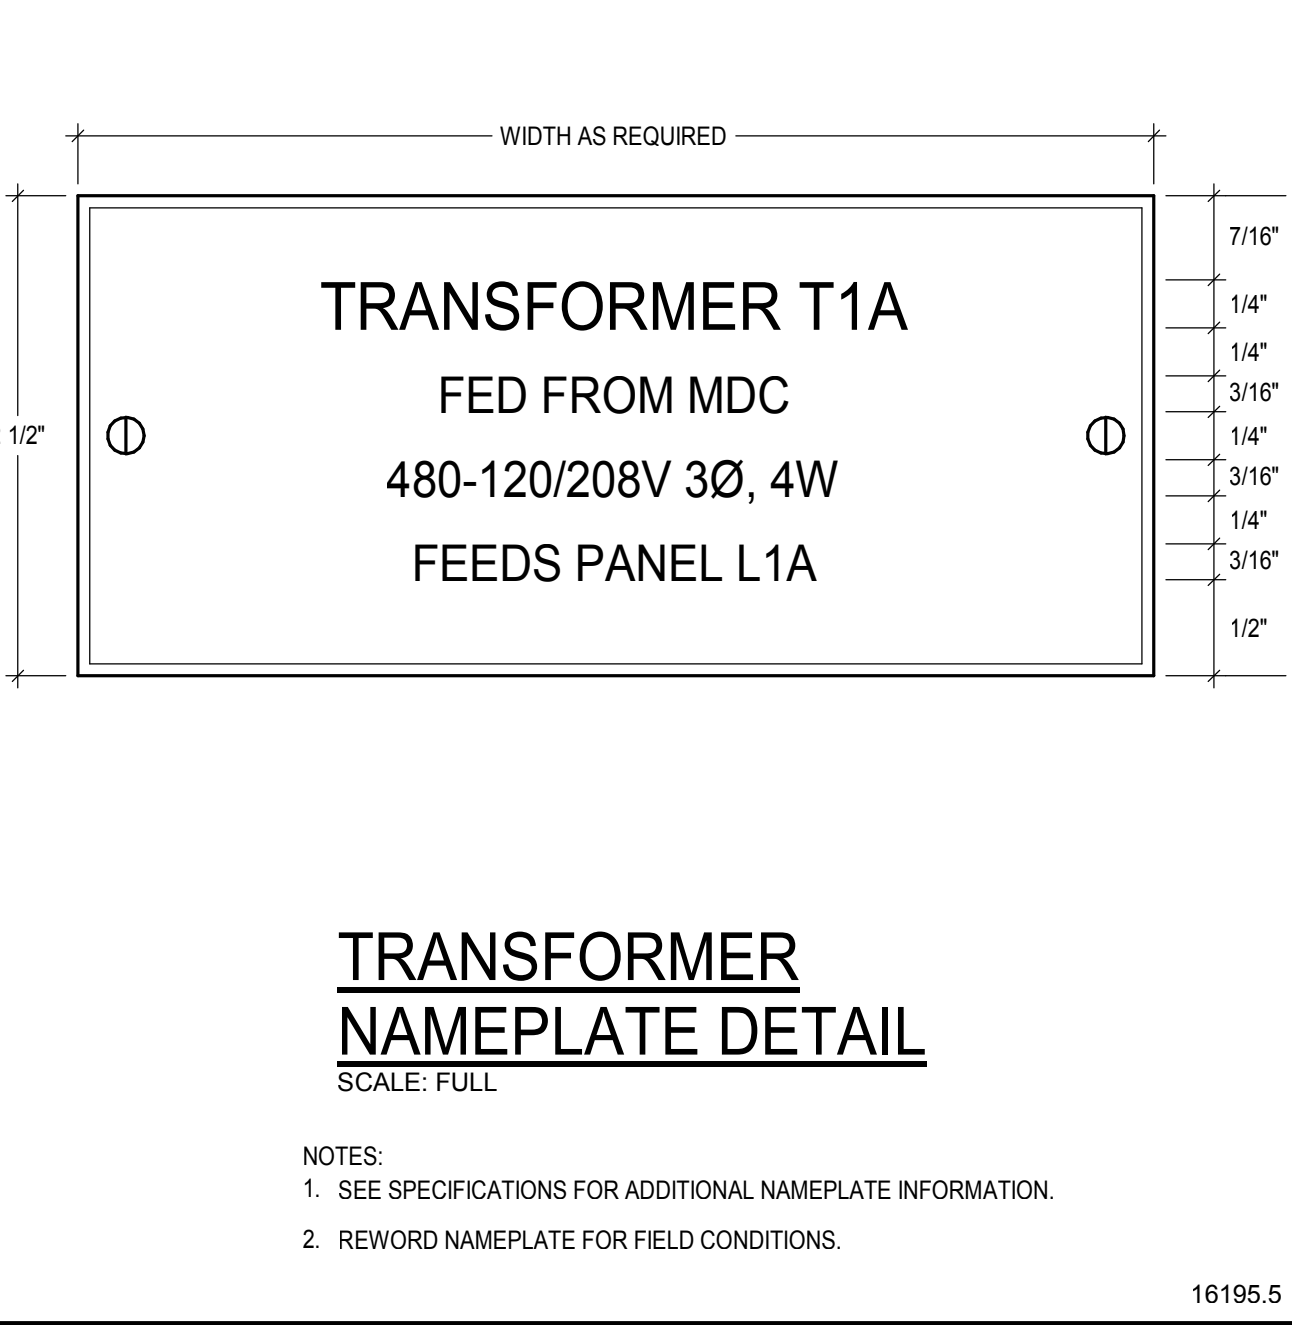 WIDTH AS REQUIRED
7/16"
TRANSFORMER T1A
1/4"
1/4"
FED FROM MDC
3/16"
1/2"
1/4"
480-120/208V 3Ø, 4W
3/16"
1/4"
FEEDS PANEL L1A
3/16"
1/2"
TRANSFORMER
NAMEPLATE DETAIL
SCALE: FULL
NOTES:
1. SEE SPECIFICATIONS FOR ADDITIONAL NAMEPLATE INFORMATION.
2. REWORD NAMEPLATE FOR FIELD CONDITIONS.
16195.5